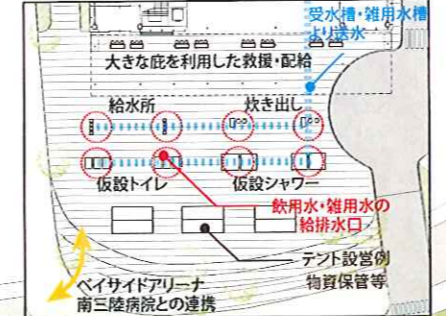 受水槽・雑用水槽
より送水
大きな庇を利用した救援・配給
給水所
炊き出し
仮設トイレ
仮設シャワー
飲用水・雑用水の
給排水口
テント設営例
物資保管等
ベイサイドアリーナ
南三陸病院との連携